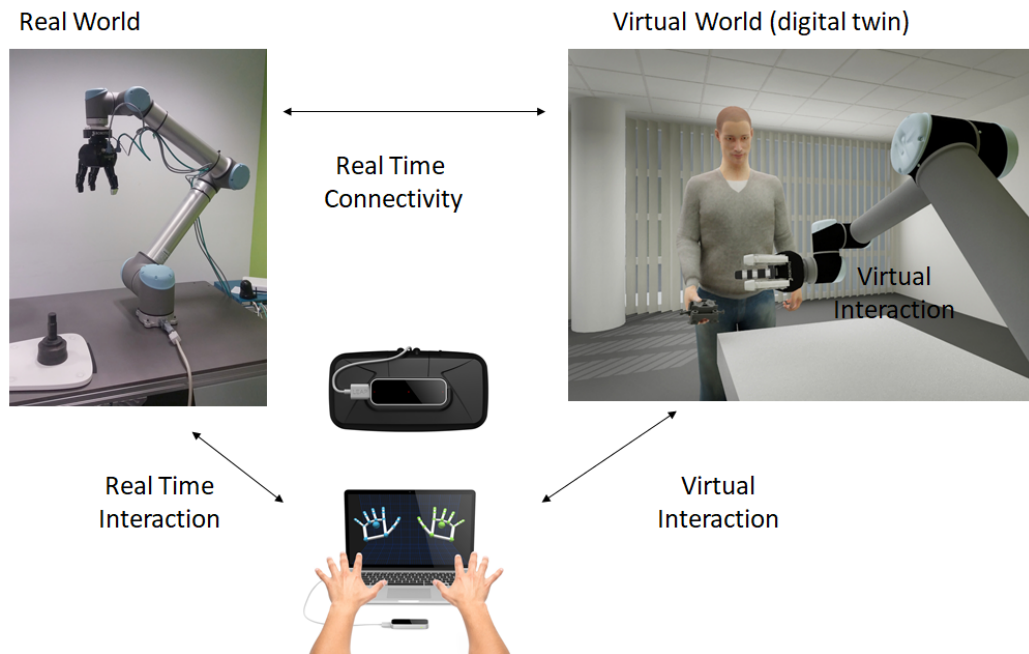 Real World
Virtual World (digital twin)
Real Time
Connectivity
Virtual
Interaction
Real Time
Interaction
Virtual
Interaction